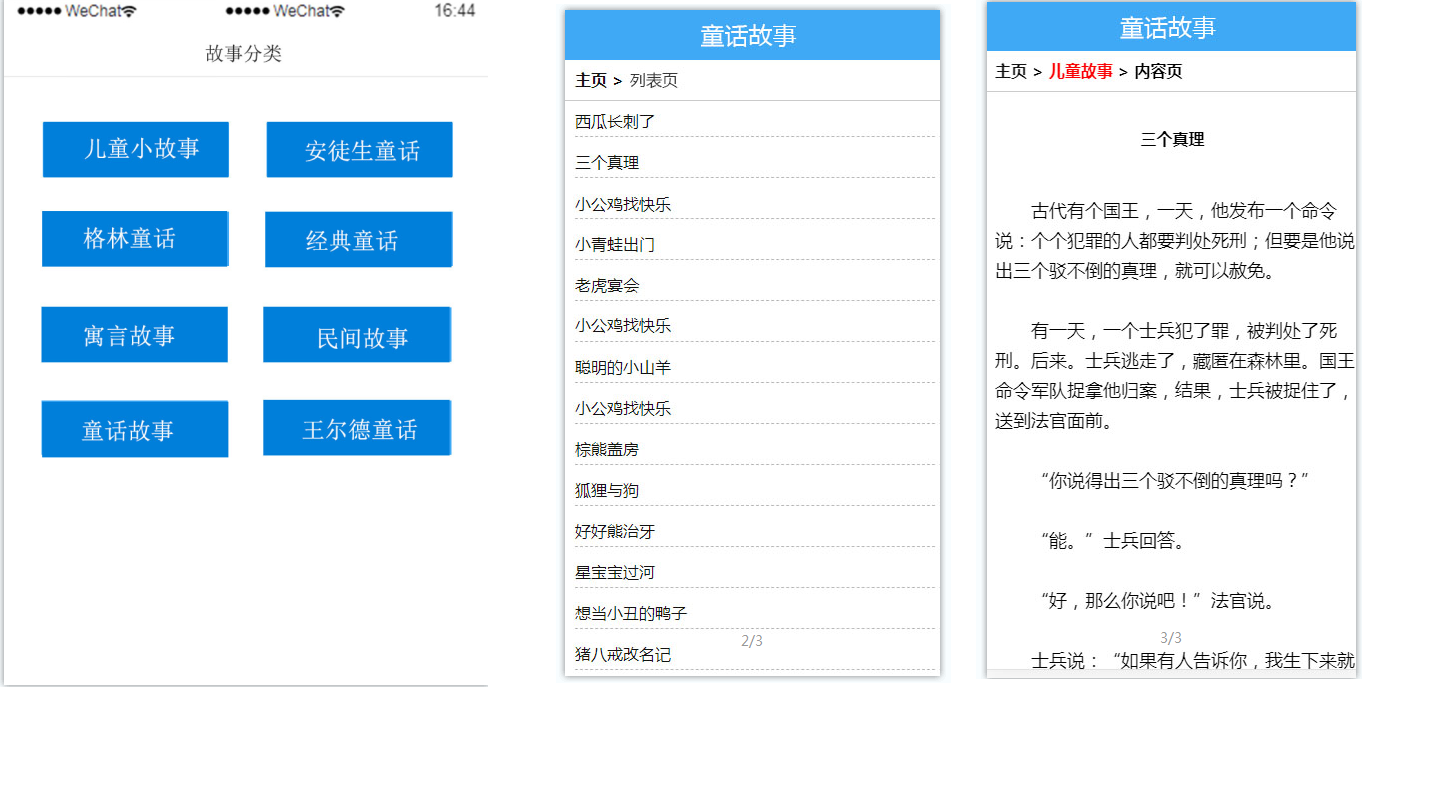 ●●●●● WeChat ●●●●● WeChat 16:44
故事分类
儿童小故事 安徒生童话
格林童话 经典童话
寓言故事 民间故事
童话故事 王尔德童话
童话故事
主页 > 列表页
西瓜长刺了
三个真理
小公鸡找快乐
小青蛙出门
老虎宴会
小公鸡找快乐
聪明的小山羊
小公鸡找快乐
棕熊盖房
狐狸与狗
好好熊治牙
星宝宝过河
想当小丑的鸭子
2/3
猪八戒改名记
童话故事
主页 > 儿童故事 > 内容页
三个真理
古代有个国王，一天，他发布一个命令
说：个个犯罪的人都要判处死刑；但要是他说
出三个驳不倒的真理，就可以赦免。
有一天，一个士兵犯了罪，被判处了死
刑。后来。士兵逃走了，藏匿在森林里。国王
命令军队捉拿他归案，结果，士兵被捉住了，
送到法官面前。
“你说得出三个驳不倒的真理吗？”
“能。”士兵回答。
“好，那么你说吧！”法官说。
3/3
士兵说：“如果有人告诉你，我生下来就